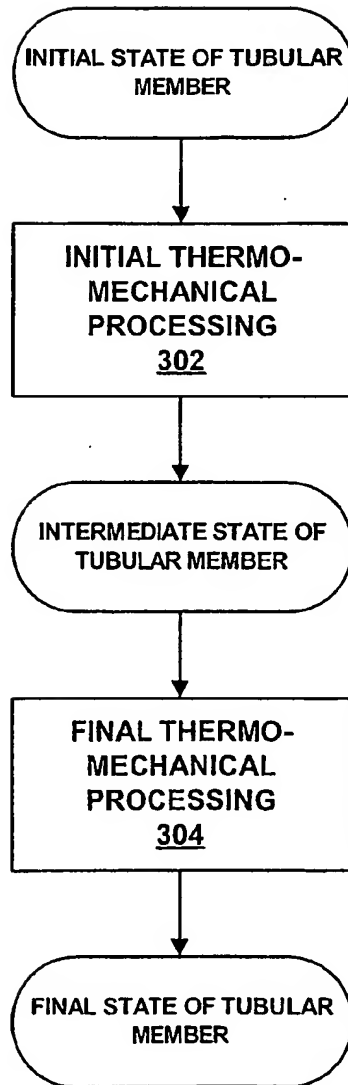 INITIAL STATE OF TUBULAR
MEMBER
INITIAL THERMO-
MECHANICAL
PROCESSING
302
INTERMEDIATE STATE OF
TUBULAR MEMBER
FINAL THERMO-
MECHANICAL
PROCESSING
304
FINAL STATE OF TUBULAR
MEMBER